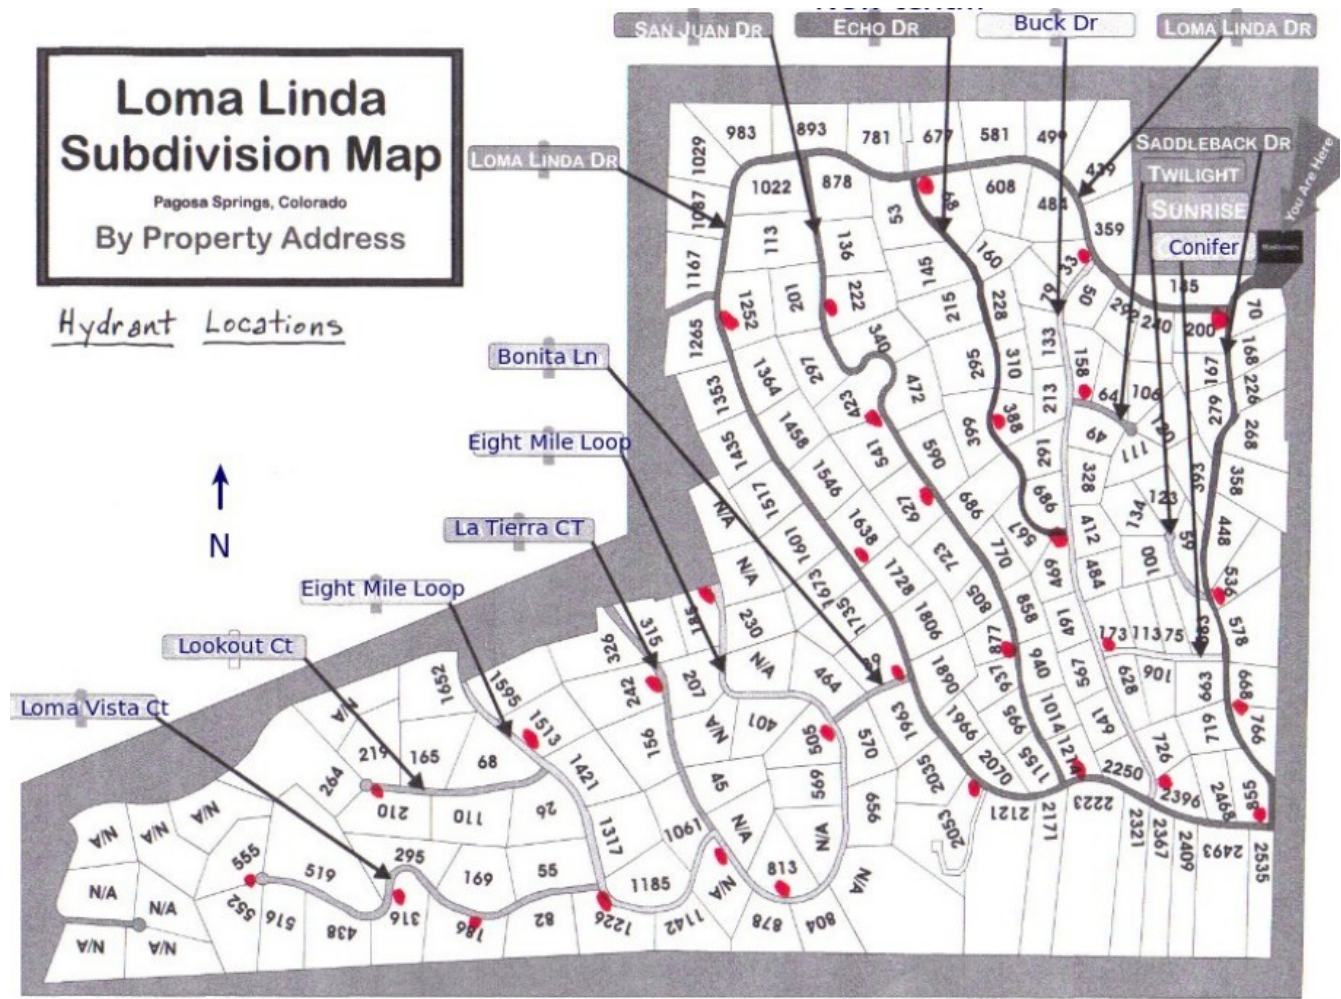 SAN JUAN DR
ECHO DR
Buck Dr
LOMA LINDA DR
Loma Linda
Subdivision Map
Pagosa Springs, Colorado
By Property Address
Hydrant Locations
N
LOMA LINDA DR
SADDLEBACK DR
TWILIGHT
SUNRISE
Conifer
You Are Here
Bonita Ln
Eight Mile Loop
La Tierra CT
Eight Mile Loop
Lookout Ct
Loma Vista Ct
983 893 781 677 581 499
1029 1022 878 608 439
1087 113 136 53 484 359
1167 201 222 145 160 33
1252 215 228 79 50 185 70
1265 297 340 295 310 133 292 240 200 168
1353 1364 423 472 158 167 226
1435 1458 541 399 388 213 64 106 279 268
N/A 1517 1546 590 291 49 111 393 358
1601 1638 627 686 689 328 134 123 448
N/A 1673 1728 723 770 567 412 59 536
185 230 1735 1806 805 858 469 484 100
326 315 N/A 464 1890 877 940 491 173 113 75 578
1652 1595 242 207 937 567 628 106 963 668
N/A 1513 156 N/A 401 505 570 1963 1961 995 1014 641 719 766
219 165 68 1421 45 569 2035 2070 1155 1214 2250 726
264 210 110 26 656 2121 2171 2223 2321 2396 2468 855
N/A N/A N/A 1317 1061 N/A N/A 2053 2367 2409 2493 2535
555 519 295 169 55 1185 N/A 813 N/A
N/A N/A 552 516 438 316 186 82 1226 1142 878 804
N/A N/A